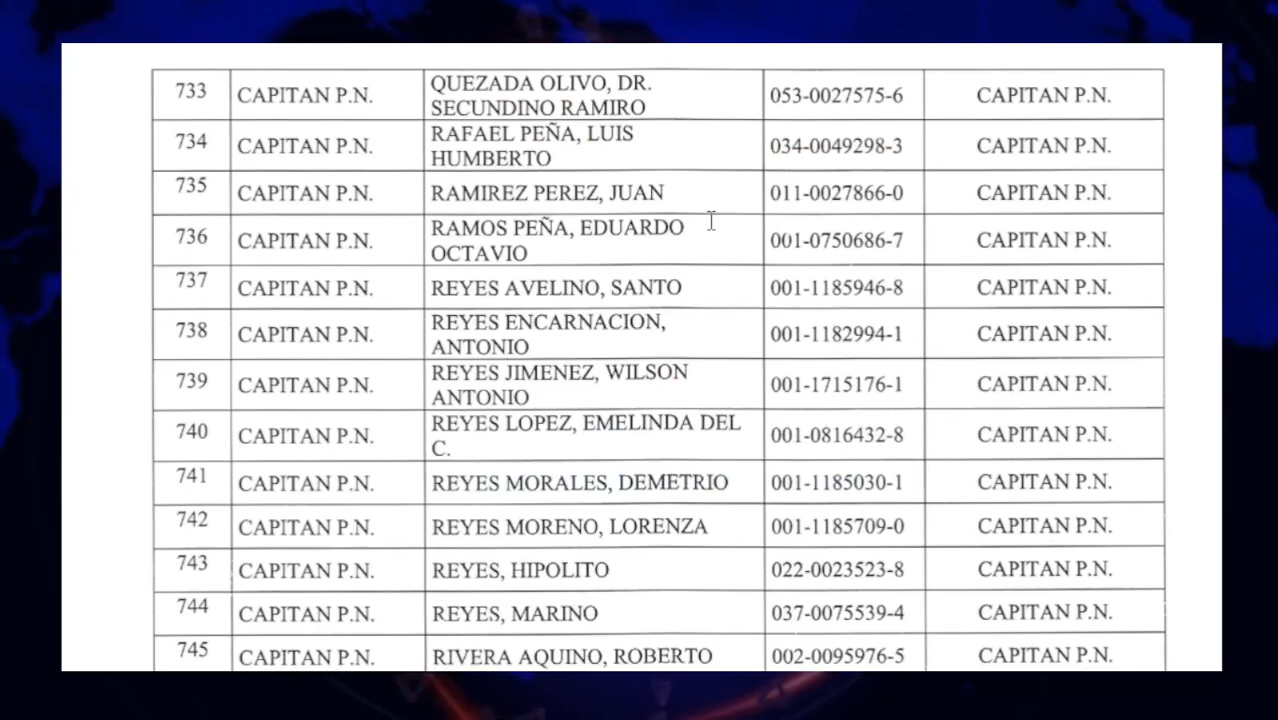 733 CAPITAN P.N. QUEZADA OLIVO, DR. 053-0027575-6 CAPITAN P.N.
SECUNDINO RAMIRO
734 CAPITAN P.N. RAFAEL PEÑA, LUIS 034-0049298-3 CAPITAN P.N.
HUMBERTO
735 CAPITAN P.N. RAMIREZ PEREZ, JUAN 011-0027866-0 CAPITAN P.N.
736 CAPITAN P.N. RAMOS PEÑA, EDUARDO 001-0750686-7 CAPITAN P.N.
OCTAVIO
737 CAPITAN P.N. REYES AVELINO, SANTO 001-1185946-8 CAPITAN P.N.
738 CAPITAN P.N. REYES ENCARNACION, 001-1182994-1 CAPITAN P.N.
ANTONIO
739 CAPITAN P.N. REYES JIMENEZ, WILSON 001-1715176-1 CAPITAN P.N.
ANTONIO
740 CAPITAN P.N. REYES LOPEZ, EMELINDA DEL 001-0816432-8 CAPITAN P.N.
C.
741 CAPITAN P.N. REYES MORALES, DEMETRIO 001-1185030-1 CAPITAN P.N.
742 CAPITAN P.N. REYES MORENO, LORENZA 001-1185709-0 CAPITAN P.N.
743 CAPITAN P.N. REYES, HIPOLITO 022-0023523-8 CAPITAN P.N.
744 CAPITAN P.N. REYES, MARINO 037-0075539-4 CAPITAN P.N.
745 CAPITAN P.N. RIVERA AQUINO, ROBERTO 002-0095976-5 CAPITAN P.N.